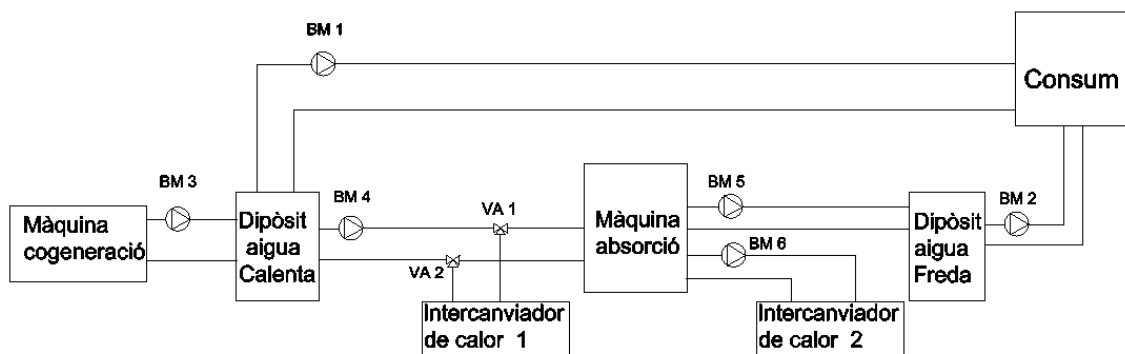 BM 1
Consum
BM 3
BM 4
VA 1
BM 5
BM 2
Màquina
cogeneració
Dipòsit
aigua
Calenta
Màquina
absorció
Dipòsit
aigua
Freda
BM 6
VA 2
Intercanviador
de calor 1
Intercanviador
de calor 2